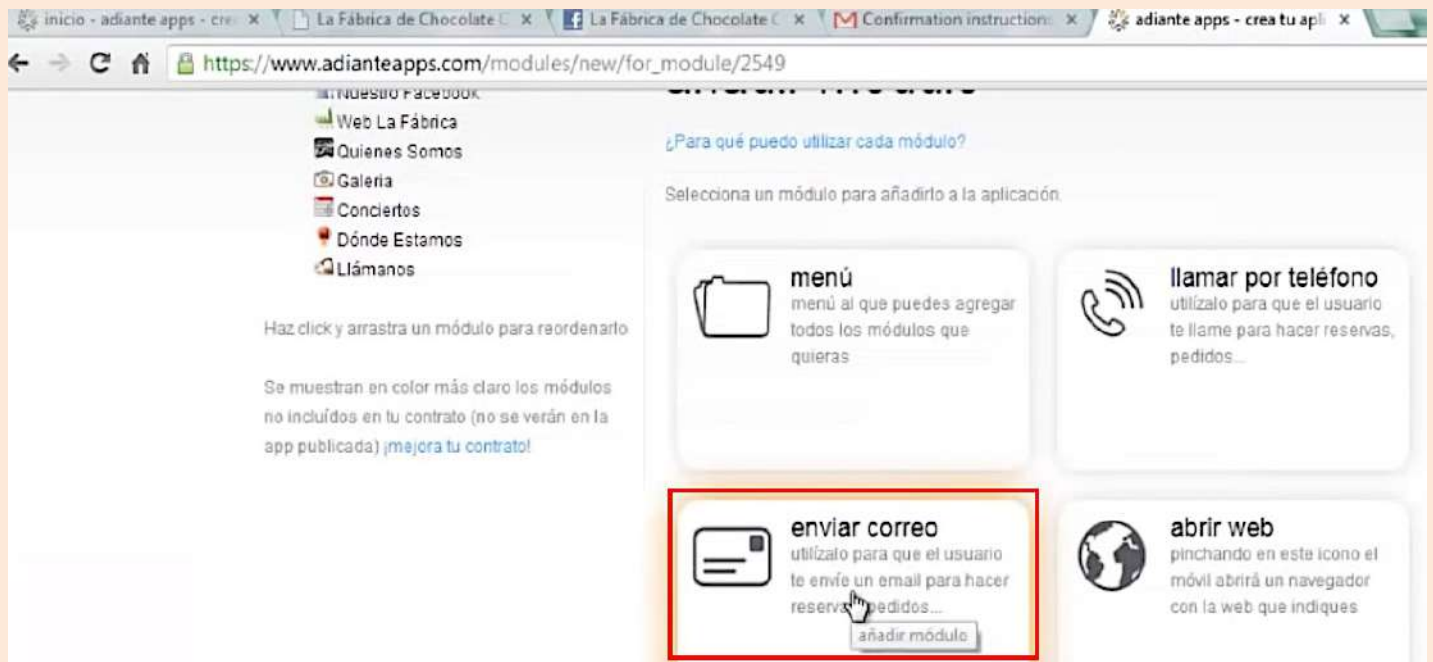 inicio - adiante apps - cre
La Fábrica de Chocolate C
La Fábrica de Chocolate C
Confirmation instruction
adiante apps - crea tu apli
https://www.adianteapps.com/modules/new/for_module/2549
Nuestro Facebook
Web La Fábrica
Quienes Somos
Galeria
Conciertos
Dónde Estamos
Llámanos
Haz click y arrastra un módulo para reordenarlo
Se muestran en color más claro los módulos
no incluídos en tu contrato (no se verán en la
app publicada) ¡mejora tu contrato!
¿Para qué puedo utilizar cada módulo?
Selecciona un módulo para añadirlo a la aplicación.
menú
menú al que puedes agregar
todos los módulos que
quieras
llamar por teléfono
utilízalo para que el usuario
te llame para hacer reservas,
pedidos...
enviar correo
utilízalo para que el usuario
te envíe un email para hacer
pedidos...
añadir módulo
abrir web
pinchando en este icono el
móvil abrirá un navegador
con la web que indiques